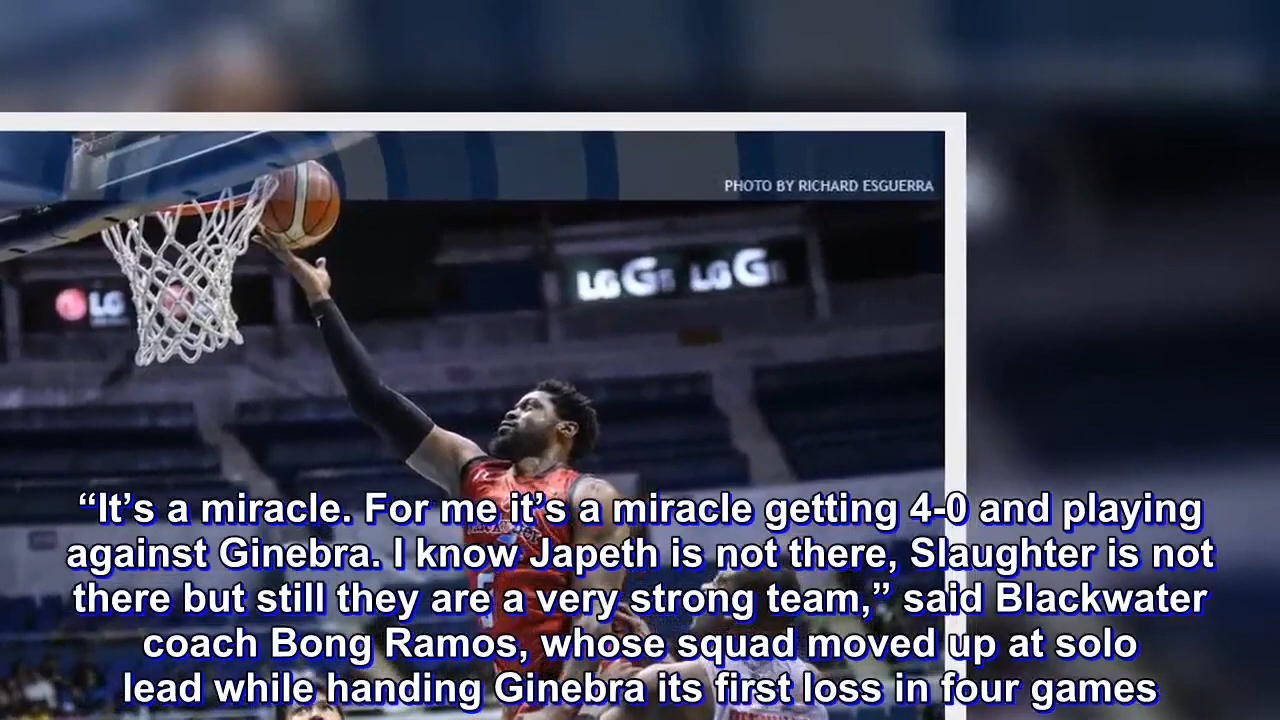 PHOTO BY RICHARD ESGUERRA
LG G LG G
LG
“It’s a miracle. For me it’s a miracle getting 4-0 and playing
against Ginebra. I know Japeth is not there, Slaughter is not
there but still they are a very strong team,” said Blackwater
coach Bong Ramos, whose squad moved up at solo
lead while handing Ginebra its first loss in four games